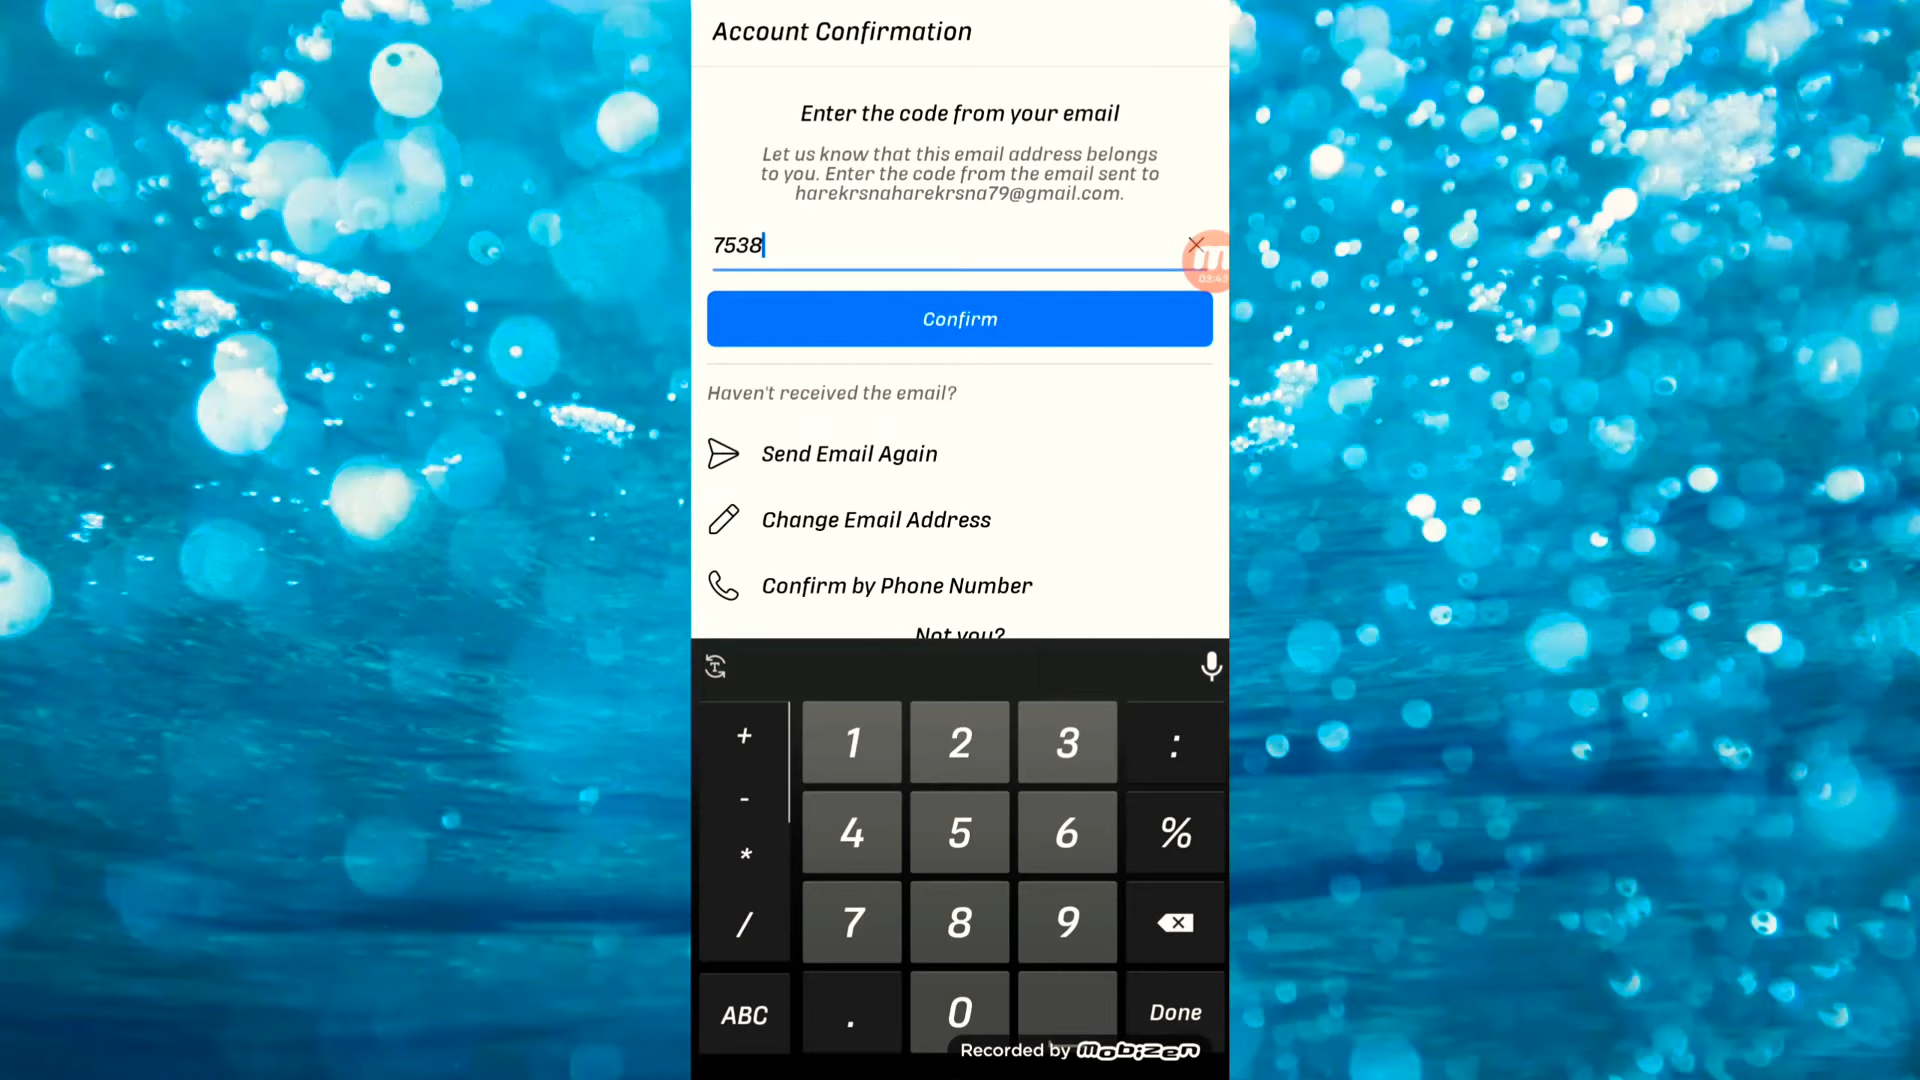 Account Confirmation
Enter the code from your email
Let us know that this email address belongs
to you. Enter the code from the email sent to
harekrsnaharekrsna79@gmail.com.
7538
Confirm
Haven't received the email?
Send Email Again
Change Email Address
Confirm by Phone Number
Not you?
+ 1 2 3 :
-
4 5 6 %
*
/ 7 8 9
ABC . 0 Done
Recorded by mobizen